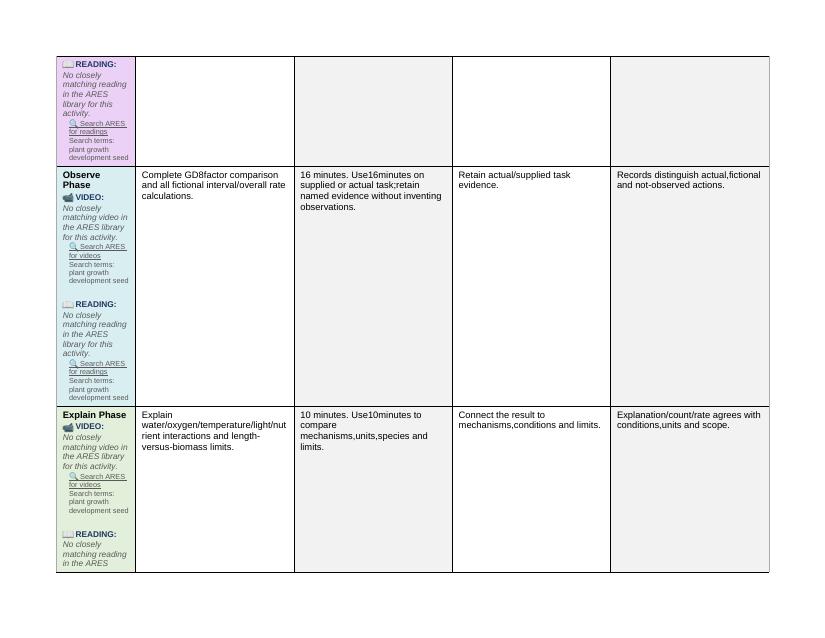 📖 READING:
No closely
matching reading
in the ARES
library for this
activity.
🔍 Search ARES
for readings
Search terms:
plant growth
development seed
Observe
Phase
📹 VIDEO:
No closely
matching video in
the ARES library
for this activity.
🔍 Search ARES
for videos
Search terms:
plant growth
development seed
📖 READING:
No closely
matching reading
in the ARES
library for this
activity.
🔍 Search ARES
for readings
Search terms:
plant growth
development seed
Complete GD8factor comparison
and all fictional interval/overall rate
calculations.
16 minutes. Use16minutes on
supplied or actual task;retain
named evidence without inventing
observations.
Retain actual/supplied task
evidence.
Records distinguish actual,fictional
and not-observed actions.
Explain Phase
📹 VIDEO:
No closely
matching video in
the ARES library
for this activity.
🔍 Search ARES
for videos
Search terms:
plant growth
development seed
📖 READING:
No closely
matching reading
in the ARES
Explain
water/oxygen/temperature/light/nut
rient interactions and length-
versus-biomass limits.
10 minutes. Use10minutes to
compare
mechanisms,units,species and
limits.
Connect the result to
mechanisms,conditions and limits.
Explanation/count/rate agrees with
conditions,units and scope.